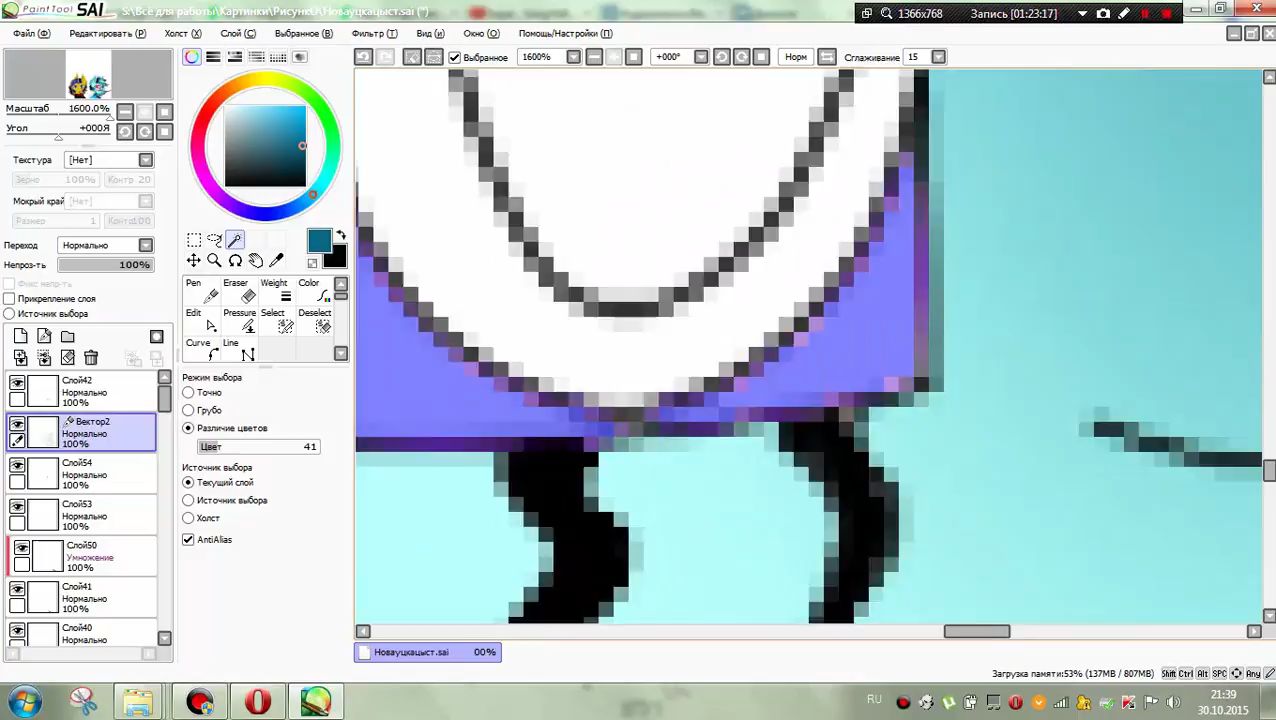 PaintTool SAI S:\Всё для работы\Картинки\РисункО\Новауцкацыст.sai (*)
1366x768 Запись [01:23:17]
Файл (Ф) Редактировать (Р) Холст (X) Слой (С) Выбранное (B) Фильтр (T) Вид (и) Окно (О) Помощь/Настройки (П)
Выбранное 1600% +000° Норм Сглаживание 15
Масштаб 1600.0%
Угол +000Я
Текстура [Нет]
Зерно 100% Контр 20
Мокрый край [Нет]
Размер 1 Конто100
Переход Нормально
Непроз-ть 100%
Фикс непр-ть
Прикрепление слоя
Источник выбора
Слой42
Нормально
100%
Вектор2
Нормально
100%
Слой54
Нормально
100%
Слой53
Нормально
100%
Слой50
Умножение
100%
Слой41
Нормально
100%
Слой40
Нормально
Pen Eraser Weight Color
Edit Pressure Select Deselect
Curve Line
Режим выбора
Точно
Грубо
Различие цветов
Цвет 41
Источник выбора
Текущий слой
Источник выбора
Холст
AntiAlias
Новауцкацыст.sai 00%
Загрузка памяти:53% (137MB / 807MB) Shift Ctrl Alt SPC Any
RU
21:39
30.10.2015